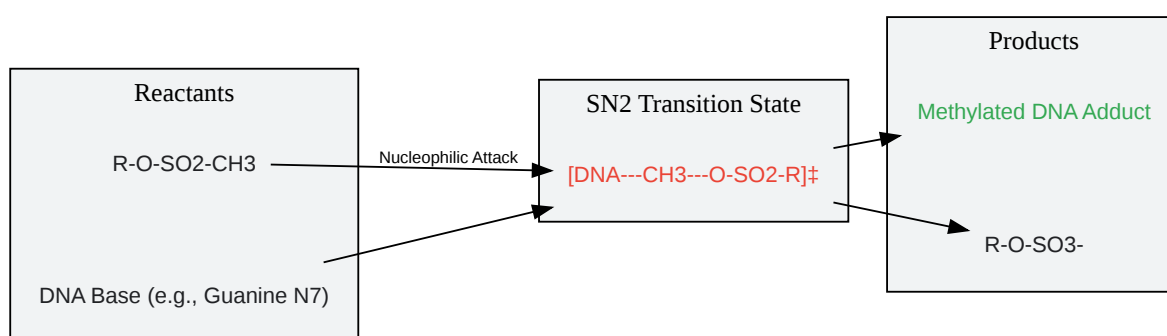 Reactants
R-O-SO2-CH3
DNA Base (e.g., Guanine N7)
Nucleophilic Attack
SN2 Transition State
[DNA---CH3---O-SO2-R]‡
Products
Methylated DNA Adduct
R-O-SO3-